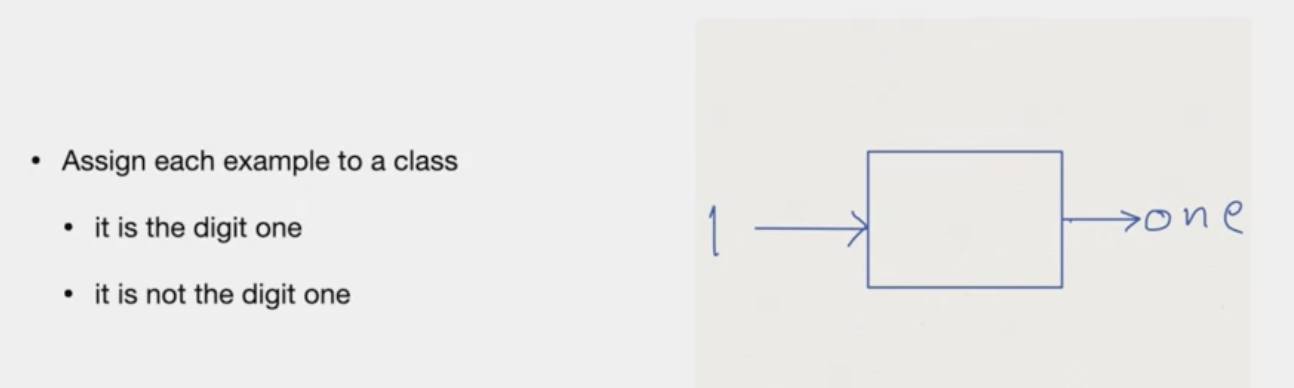 • Assign each example to a class
• it is the digit one
• it is not the digit one
1
one